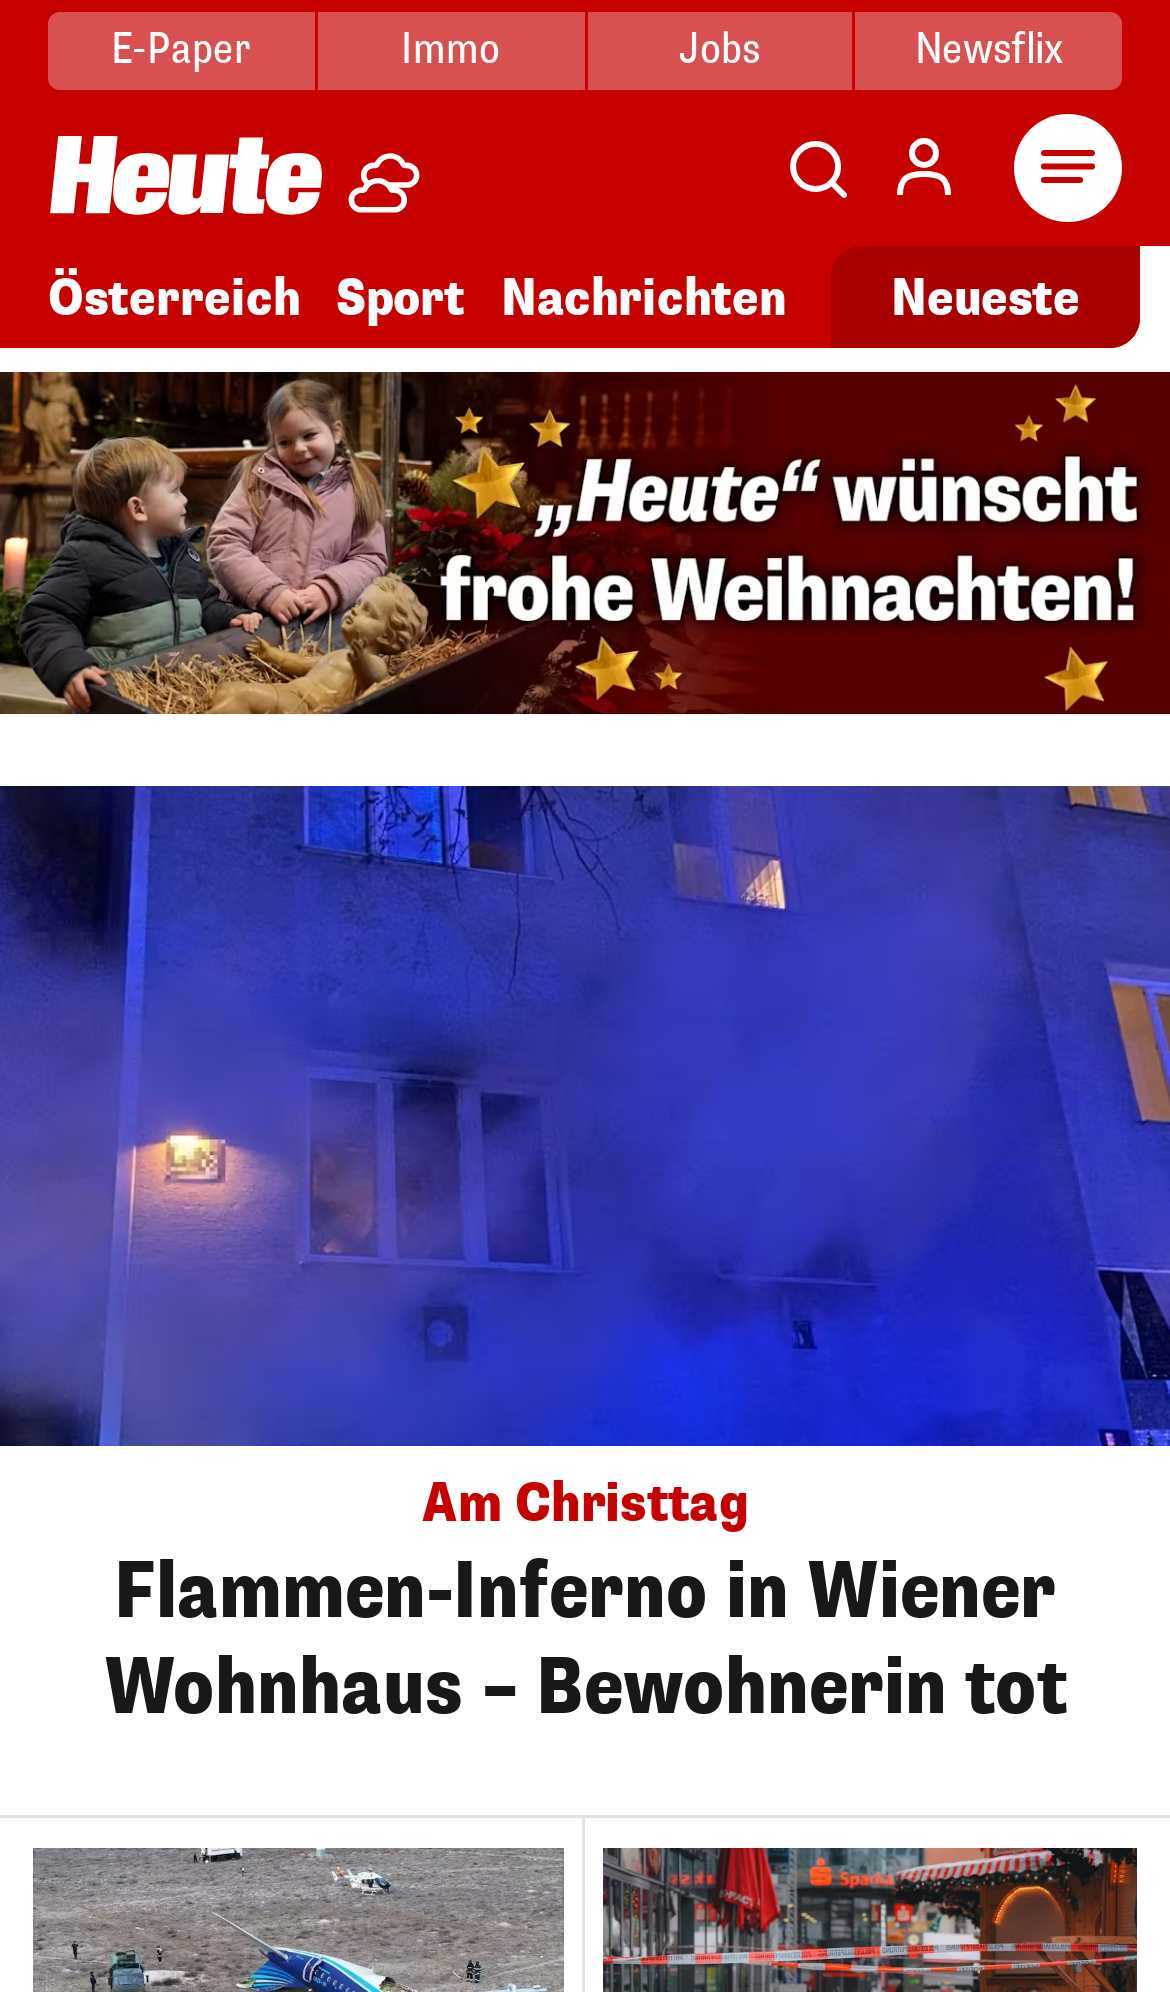 E-Paper
Immo
Jobs
Newsflix
Heute
Österreich
Sport
Nachrichten
Neueste
„Heute“ wünscht
frohe Weihnachten!
Am Christtag
Flammen-Inferno in Wiener
Wohnhaus – Bewohnerin tot